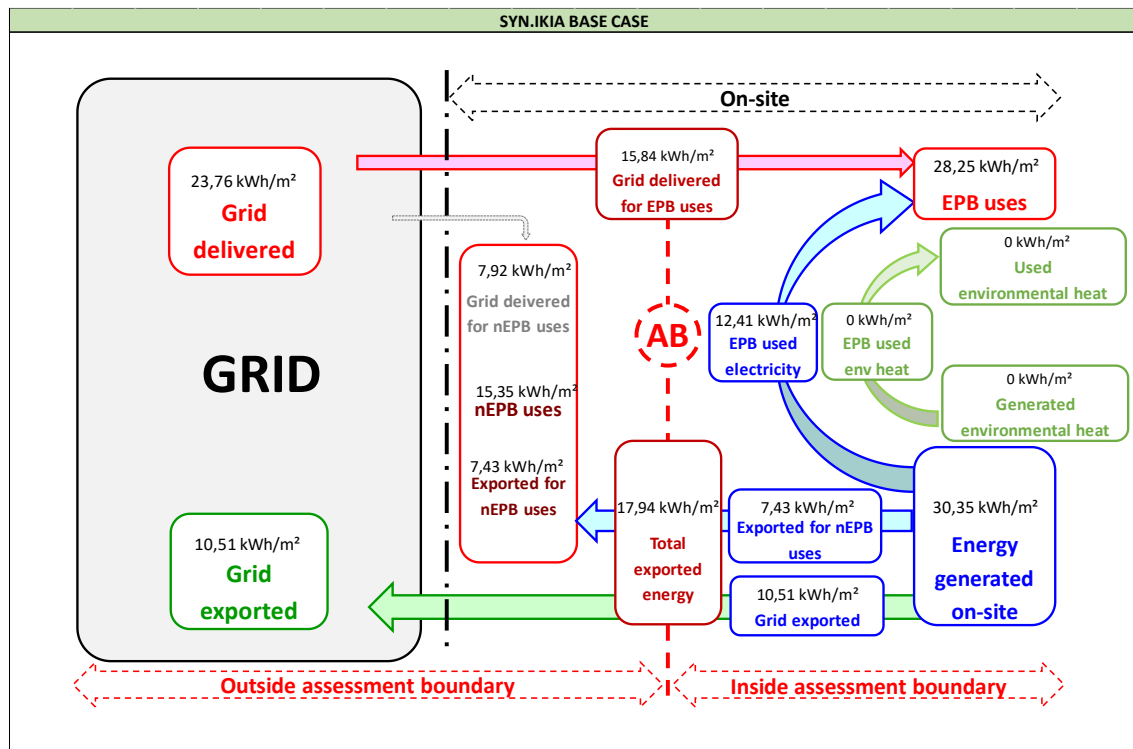 SYN.IKIA BASE CASE
On-site
15,84 kWh/m²
Grid delivered
for EPB uses
28,25 kWh/m²
EPB uses
23,76 kWh/m²
Grid
delivered
0 kWh/m²
Used
environmental heat
7,92 kWh/m²
Grid deivered
for nEPB uses
12,41 kWh/m²
EPB used
electricity
0 kWh/m²
EPB used
env heat
AB
GRID
15,35 kWh/m²
nEPB uses
0 kWh/m²
Generated
environmental heat
7,43 kWh/m²
Exported for
nEPB uses
17,94 kWh/m²
Total
exported
energy
7,43 kWh/m²
Exported for nEPB
uses
30,35 kWh/m²
Energy
generated
on-site
10,51 kWh/m²
Grid
exported
10,51 kWh/m²
Grid exported
Outside assessment boundary
Inside assessment boundary